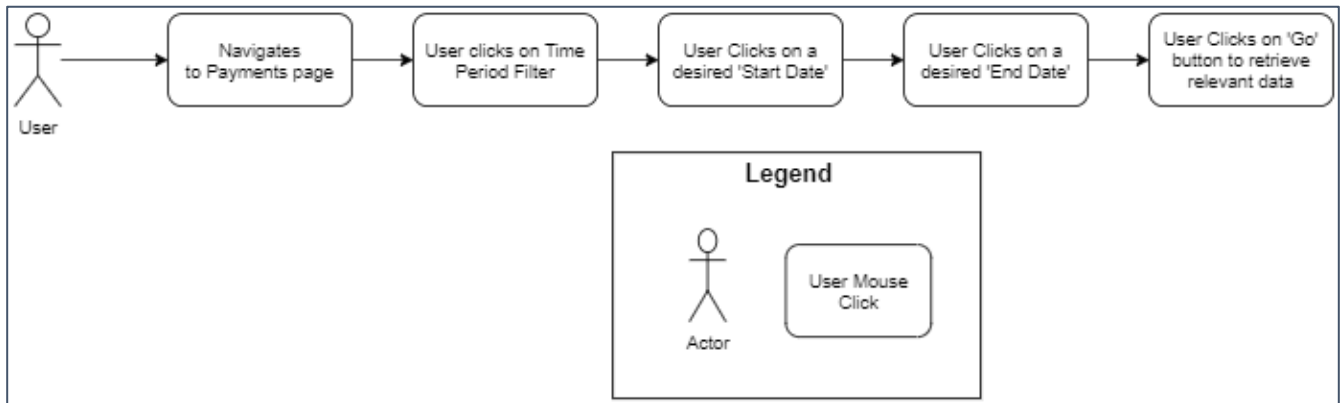 Navigates
to Payments page
User clicks on Time
Period Filter
User Clicks on a
desired 'Start Date'
User Clicks on a
desired 'End Date'
User Clicks on 'Go'
button to retrieve
relevant data
User
Legend
User Mouse
Click
Actor